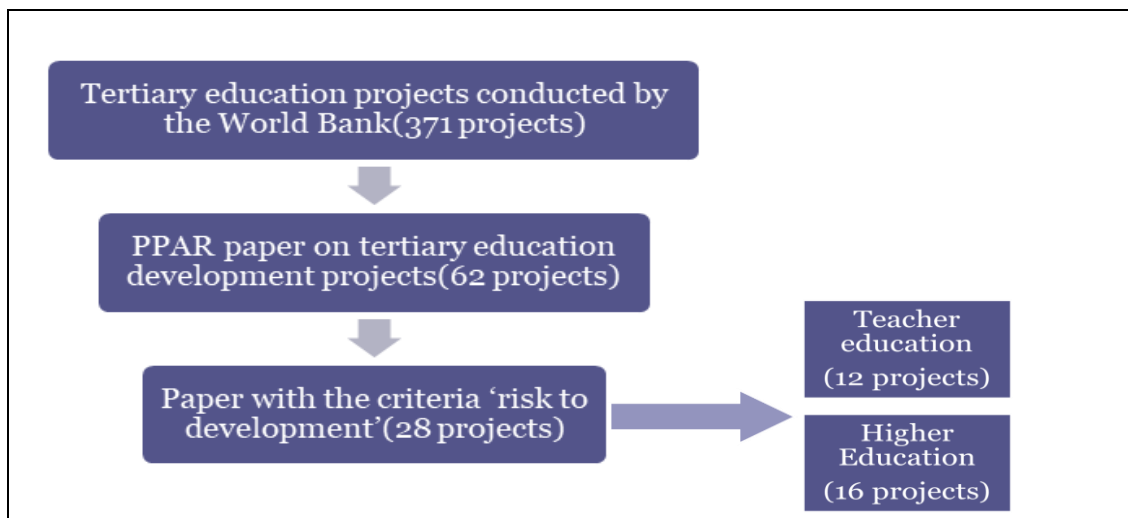 Tertiary education projects conducted by
the World Bank(371 projects)
PPAR paper on tertiary education
development projects(62 projects)
Paper with the criteria ‘risk to
development’(28 projects)
Teacher
education
(12 projects)
Higher
Education
(16 projects)